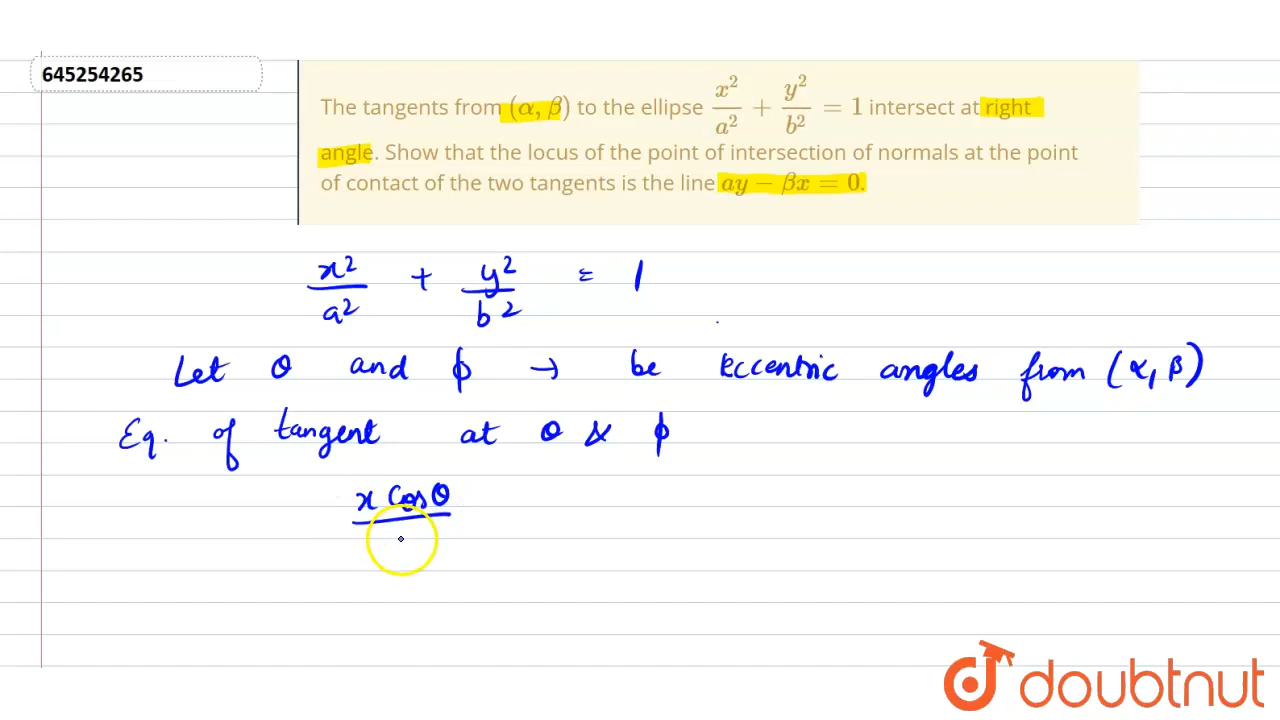 645254265
The tangents from (α, β) to the ellipse x²/a² + y²/b² = 1 intersect at right
angle. Show that the locus of the point of intersection of normals at the point
of contact of the two tangents is the line ay − βx = 0.
x²/a² + y²/b² = 1
Let θ and ϕ → be Eccentric angles from (α, β)
Eq. of tangent at θ & ϕ
x Cosθ
doubtnut